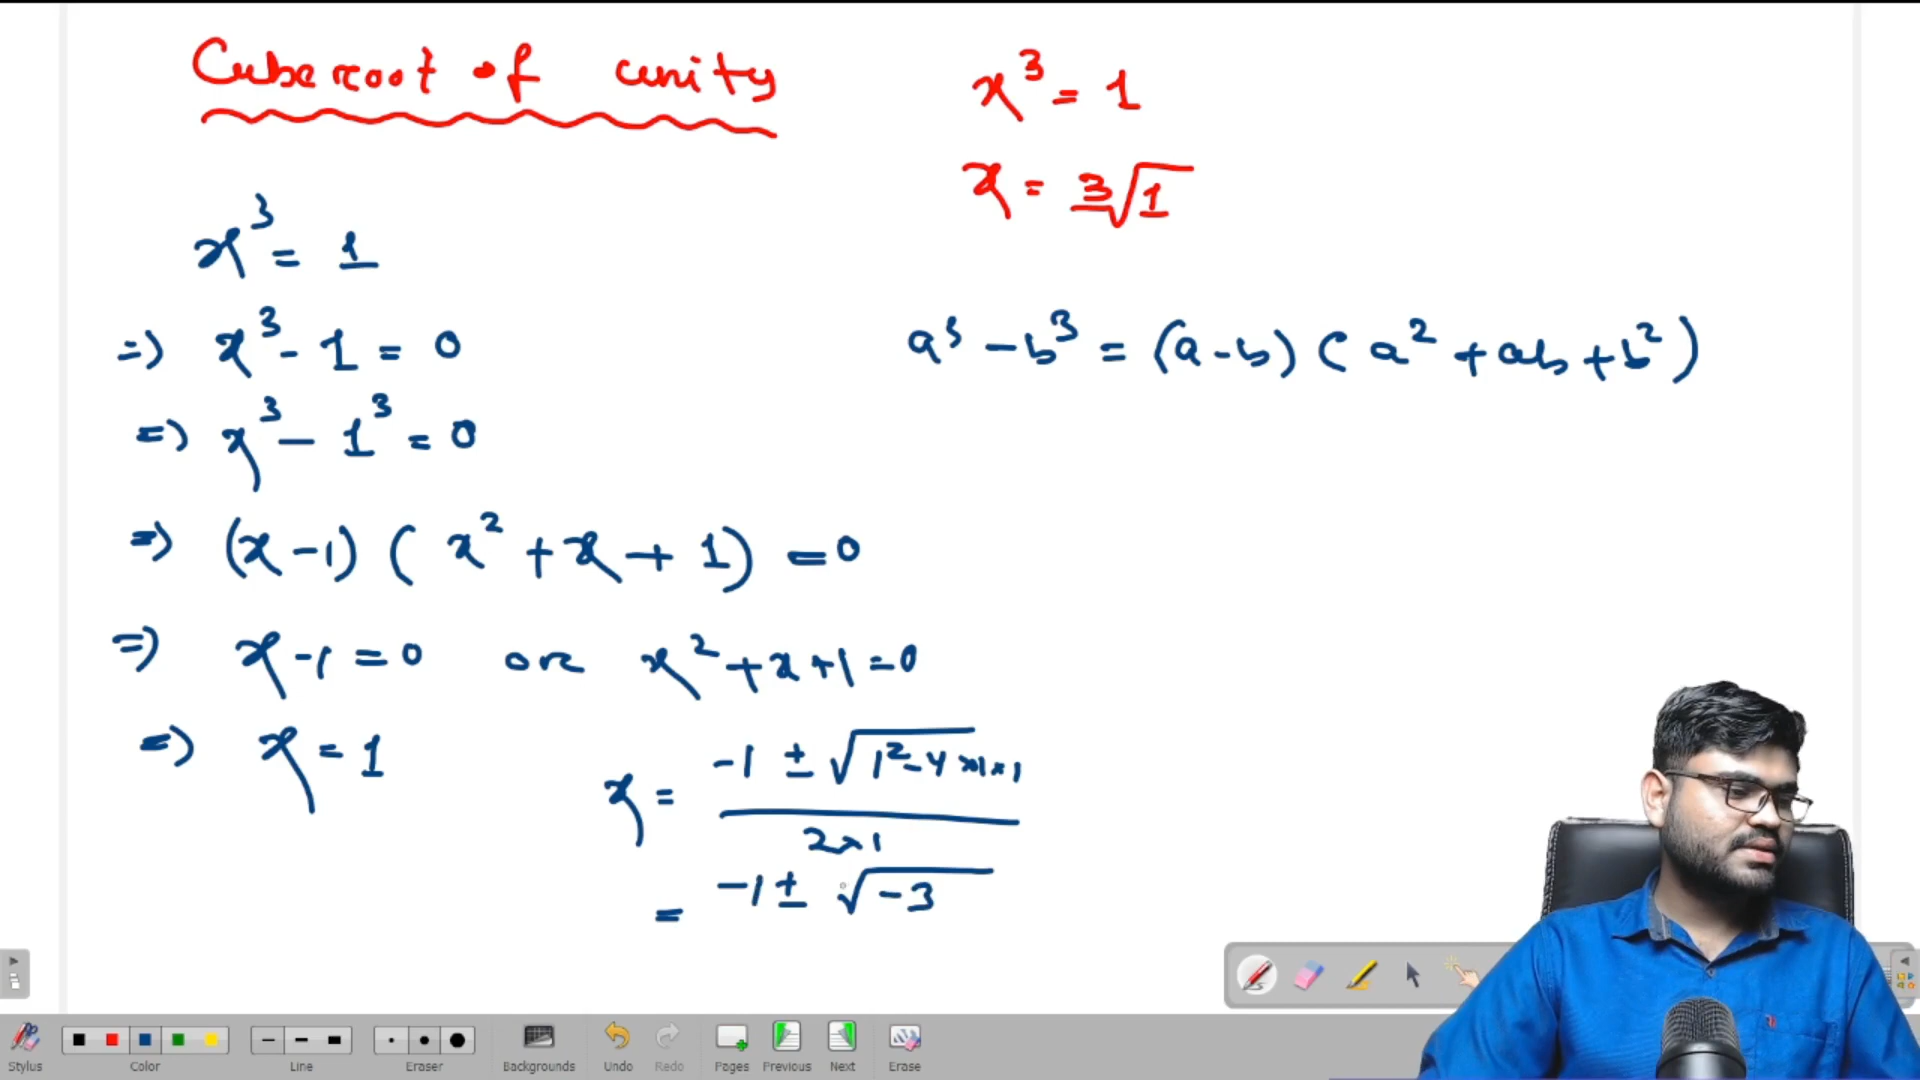 Cube root of unity
x³ = 1
x = ³√1
x³ = 1
=> x³ - 1 = 0
a³ - b³ = (a-b) (a² + ab + b²)
=> x³ - 1³ = 0
=> (x-1) (x² + x + 1) = 0
=> x-1 = 0 or x² + x + 1 = 0
=> x = 1
x = (-1 ± √(1² - 4×1×1)) / (2×1)
= -1 ± √-3
Stylus
Color
Line
Eraser
Backgrounds
Undo
Redo
Pages
Previous
Next
Erase